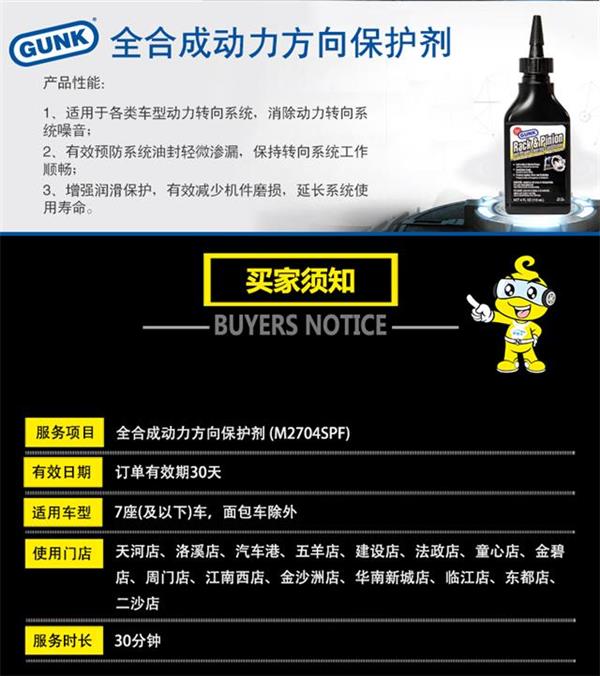 GUNK 全合成动力方向保护剂
产品性能：
1、适用于各类车型动力转向系统，消除动力转向系
统噪音；
2、有效预防系统油封轻微渗漏，保持转向系统工作
顺畅；
3、增强润滑保护，有效减少机件磨损，延长系统使
用寿命。
GUNK
Rack & Pinion
买家须知
BUYERS NOTICE
服务项目 全合成动力方向保护剂 (M2704SPF)
有效日期 订单有效期30天
适用车型 7座(及以下)车，面包车除外
使用门店 天河店、洛溪店、汽车港、五羊店、建设店、法政店、童心店、金碧
店、周门店、江南西店、金沙洲店、华南新城店、临江店、东都店、
二沙店
服务时长 30分钟